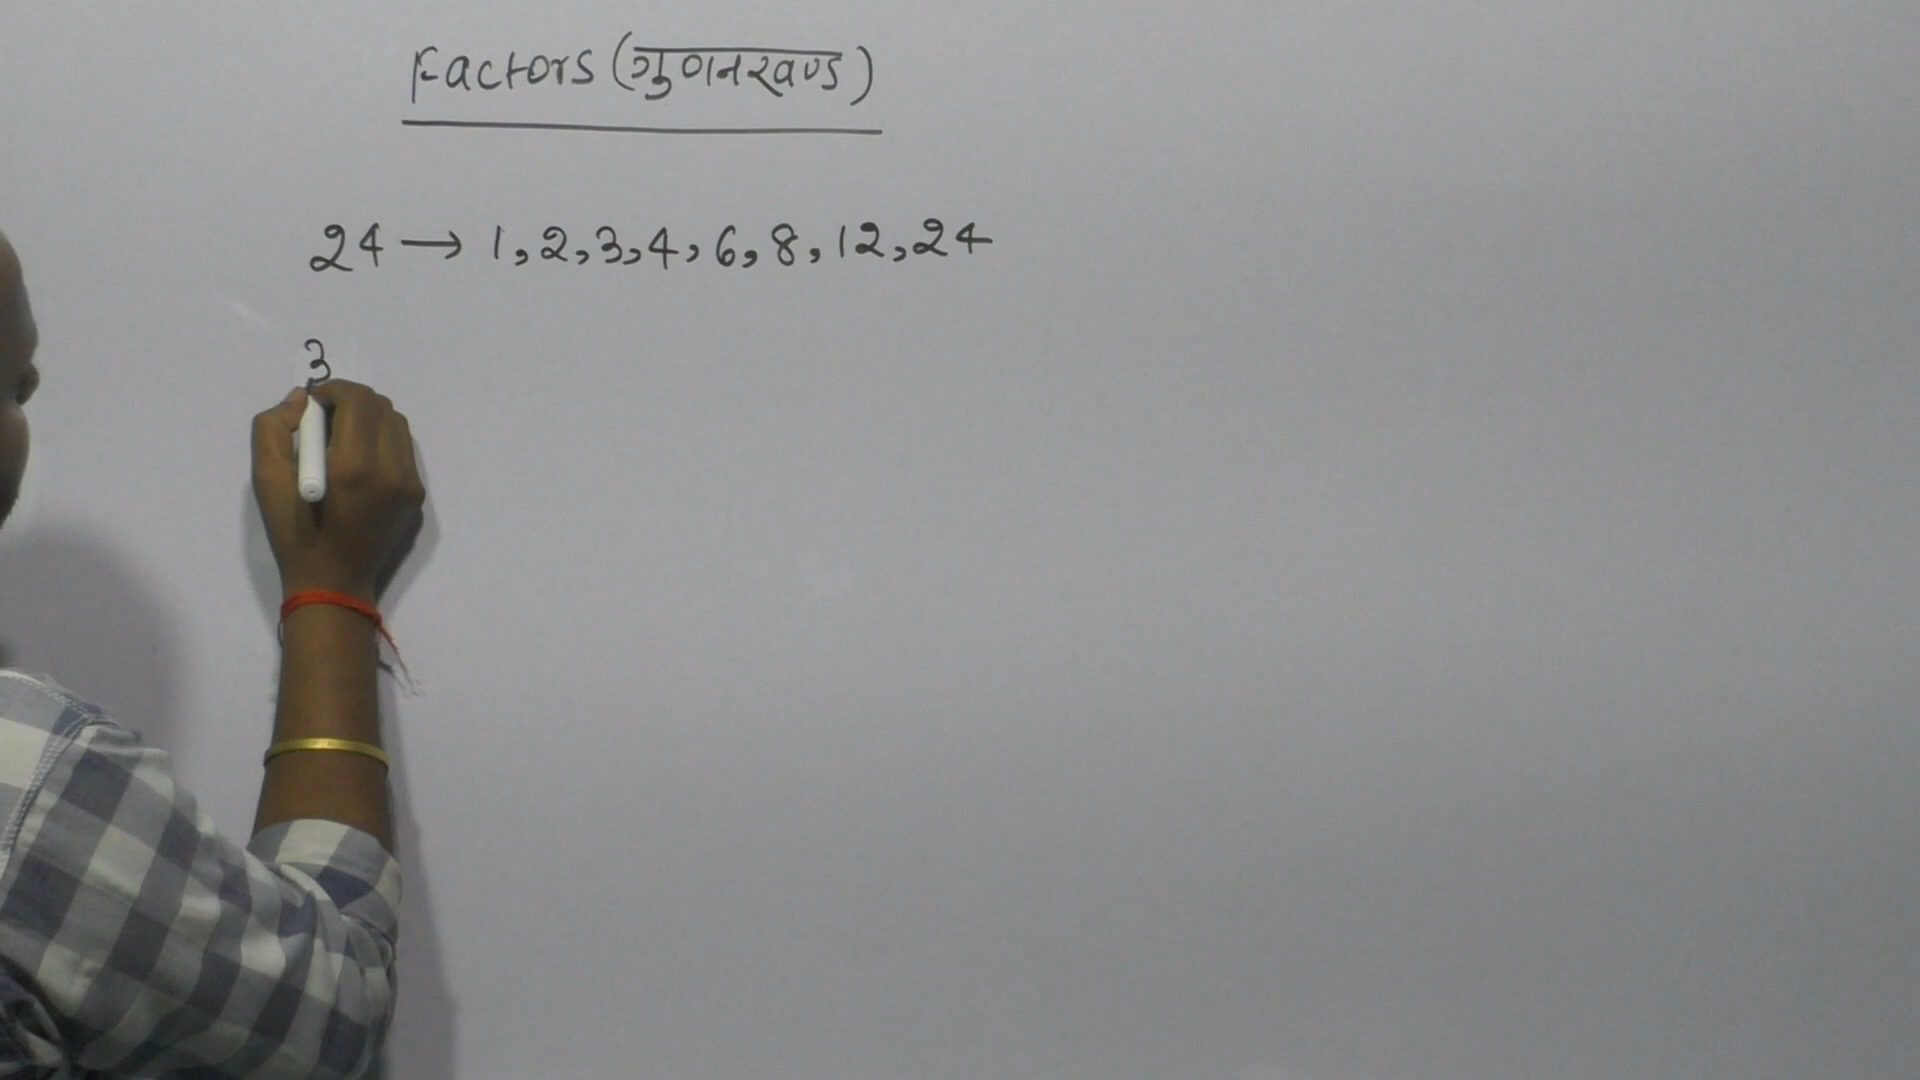 Factors (गुणनखण्ड)
24 → 1, 2, 3, 4, 6, 8, 12, 24
3